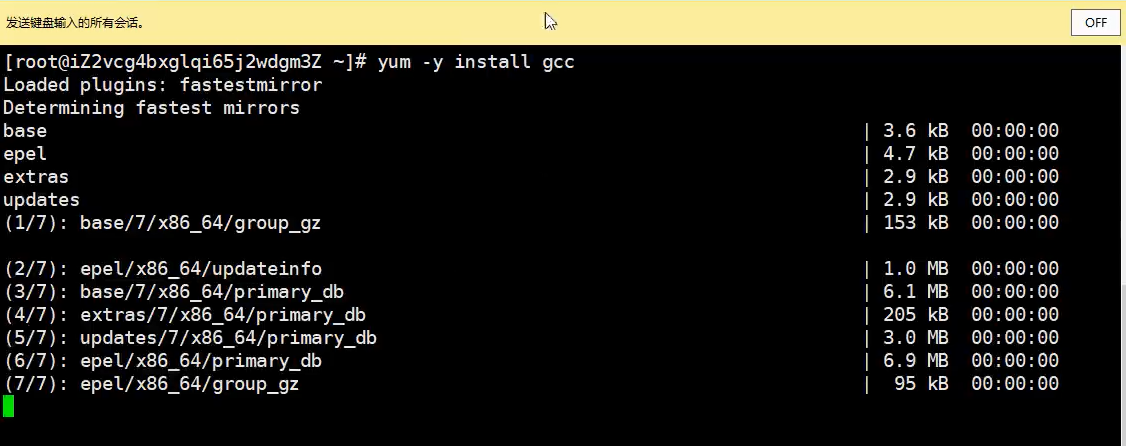 发送键盘输入的所有会话。
OFF
[root@iZ2vcg4bxglqi65j2wdgm3Z ~]# yum -y install gcc
Loaded plugins: fastestmirror
Determining fastest mirrors
base | 3.6 kB 00:00:00
epel | 4.7 kB 00:00:00
extras | 2.9 kB 00:00:00
updates | 2.9 kB 00:00:00
(1/7): base/7/x86_64/group_gz | 153 kB 00:00:00
(2/7): epel/x86_64/updateinfo | 1.0 MB 00:00:00
(3/7): base/7/x86_64/primary_db | 6.1 MB 00:00:00
(4/7): extras/7/x86_64/primary_db | 205 kB 00:00:00
(5/7): updates/7/x86_64/primary_db | 3.0 MB 00:00:00
(6/7): epel/x86_64/primary_db | 6.9 MB 00:00:00
(7/7): epel/x86_64/group_gz | 95 kB 00:00:00